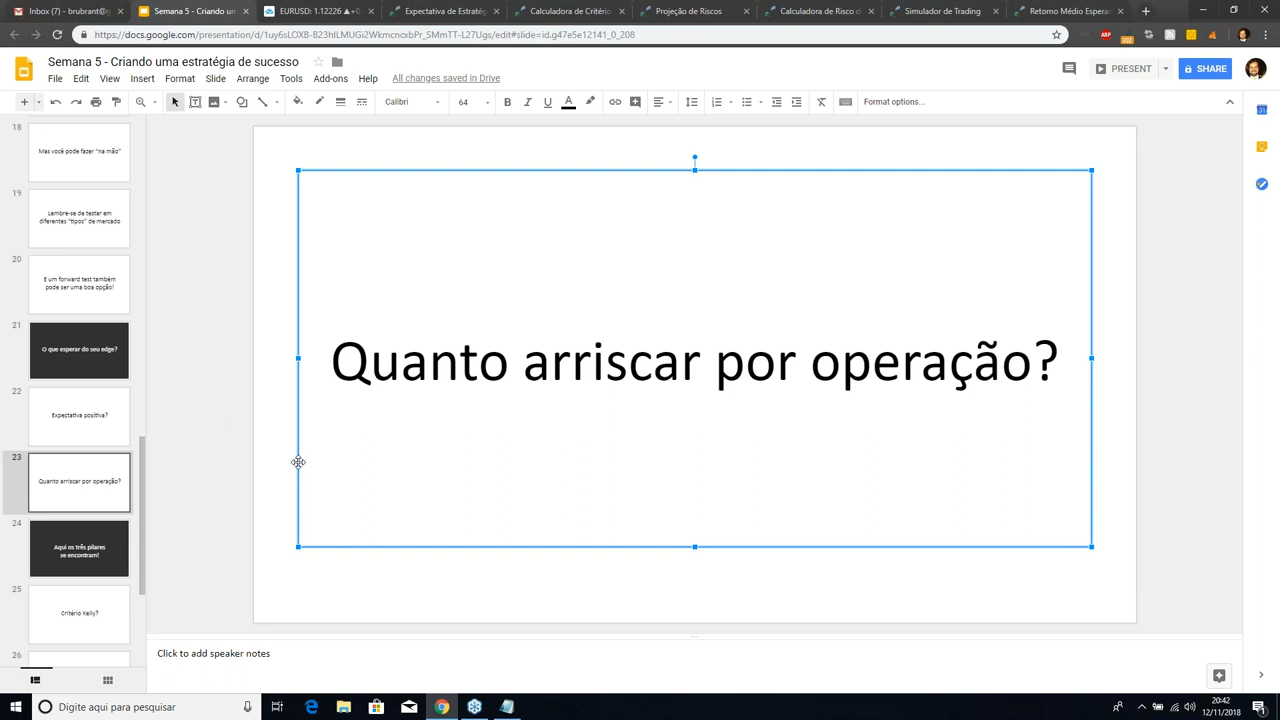 Inbox - brubrant@g
Semana 5 - Criando un
EURUSD: 1.12226 ▲+0
Expectativa de Estratég
Calculadora de Critério
Projeção de Riscos
Calculadora de Risco d
Simulador de Trading
Retorno Médio Espera
https://docs.google.com/presentation/d/1uy6sLOXB-B23hILMUGi2WkmcncxbPr_SMmTT-L27Ugs/edit#slide=id.g47e5e12141_0_208
ABP
332
Semana 5 - Criando uma estratégia de sucesso
File Edit View Insert Format Slide Arrange Tools Add-ons Help All changes saved in Drive
PRESENT
SHARE
Calibri 64 B I U A Format options...
18
Mas você pode fazer "na mão"
19
Lembre-se de testar em
diferentes "tipos" de mercado
20
E um forward test também
pode ser uma boa opção!
21
O que esperar do seu edge?
22
Expectativa positiva?
23
Quanto arriscar por operação?
24
Aqui os três pilares
se encontram!
25
Critério Kelly?
26
Quanto arriscar por operação?
Click to add speaker notes
Digite aqui para pesquisar
20:42
12/11/2018
1